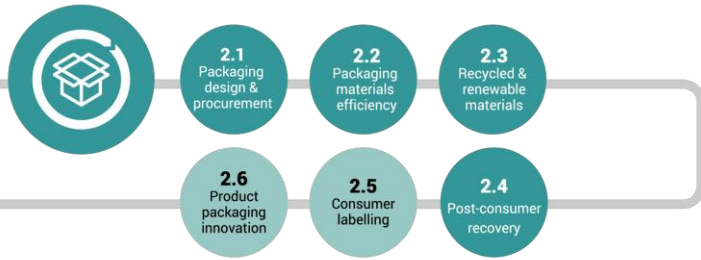 2.1
Packaging
design &
procurement
2.2
Packaging
materials
efficiency
2.3
Recycled &
renewable
materials
2.6
Product
packaging
innovation
2.5
Consumer
labelling
2.4
Post-consumer
recovery